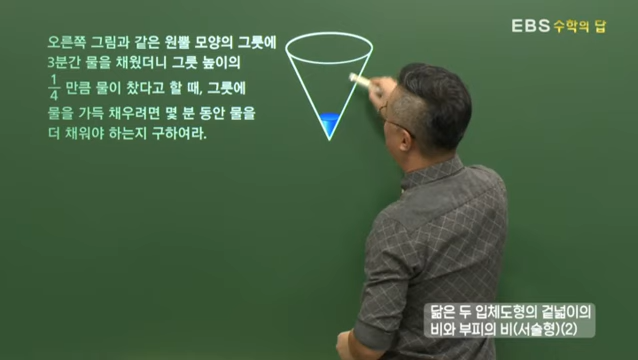 EBS 수학의 답
오른쪽 그림과 같은 원뿔 모양의 그릇에
3분간 물을 채웠더니 그릇 높이의
1/4 만큼 물이 찼다고 할 때, 그릇에
물을 가득 채우려면 몇 분 동안 물을
더 채워야 하는지 구하여라.
닮은 두 입체도형의 겉넓이의
비와 부피의 비(서술형)(2)